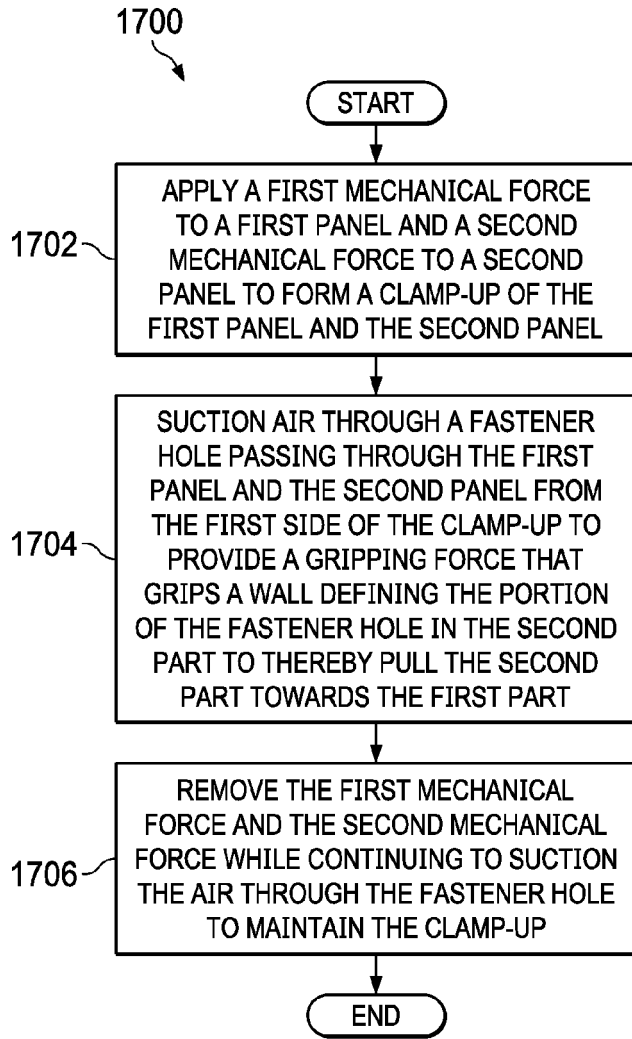 1700
START
1702
APPLY A FIRST MECHANICAL FORCE
TO A FIRST PANEL AND A SECOND
MECHANICAL FORCE TO A SECOND
PANEL TO FORM A CLAMP-UP OF THE
FIRST PANEL AND THE SECOND PANEL
1704
SUCTION AIR THROUGH A FASTENER
HOLE PASSING THROUGH THE FIRST
PANEL AND THE SECOND PANEL FROM
THE FIRST SIDE OF THE CLAMP-UP TO
PROVIDE A GRIPPING FORCE THAT
GRIPS A WALL DEFINING THE PORTION
OF THE FASTENER HOLE IN THE SECOND
PART TO THEREBY PULL THE SECOND
PART TOWARDS THE FIRST PART
1706
REMOVE THE FIRST MECHANICAL
FORCE AND THE SECOND MECHANICAL
FORCE WHILE CONTINUING TO SUCTION
THE AIR THROUGH THE FASTENER HOLE
TO MAINTAIN THE CLAMP-UP
END